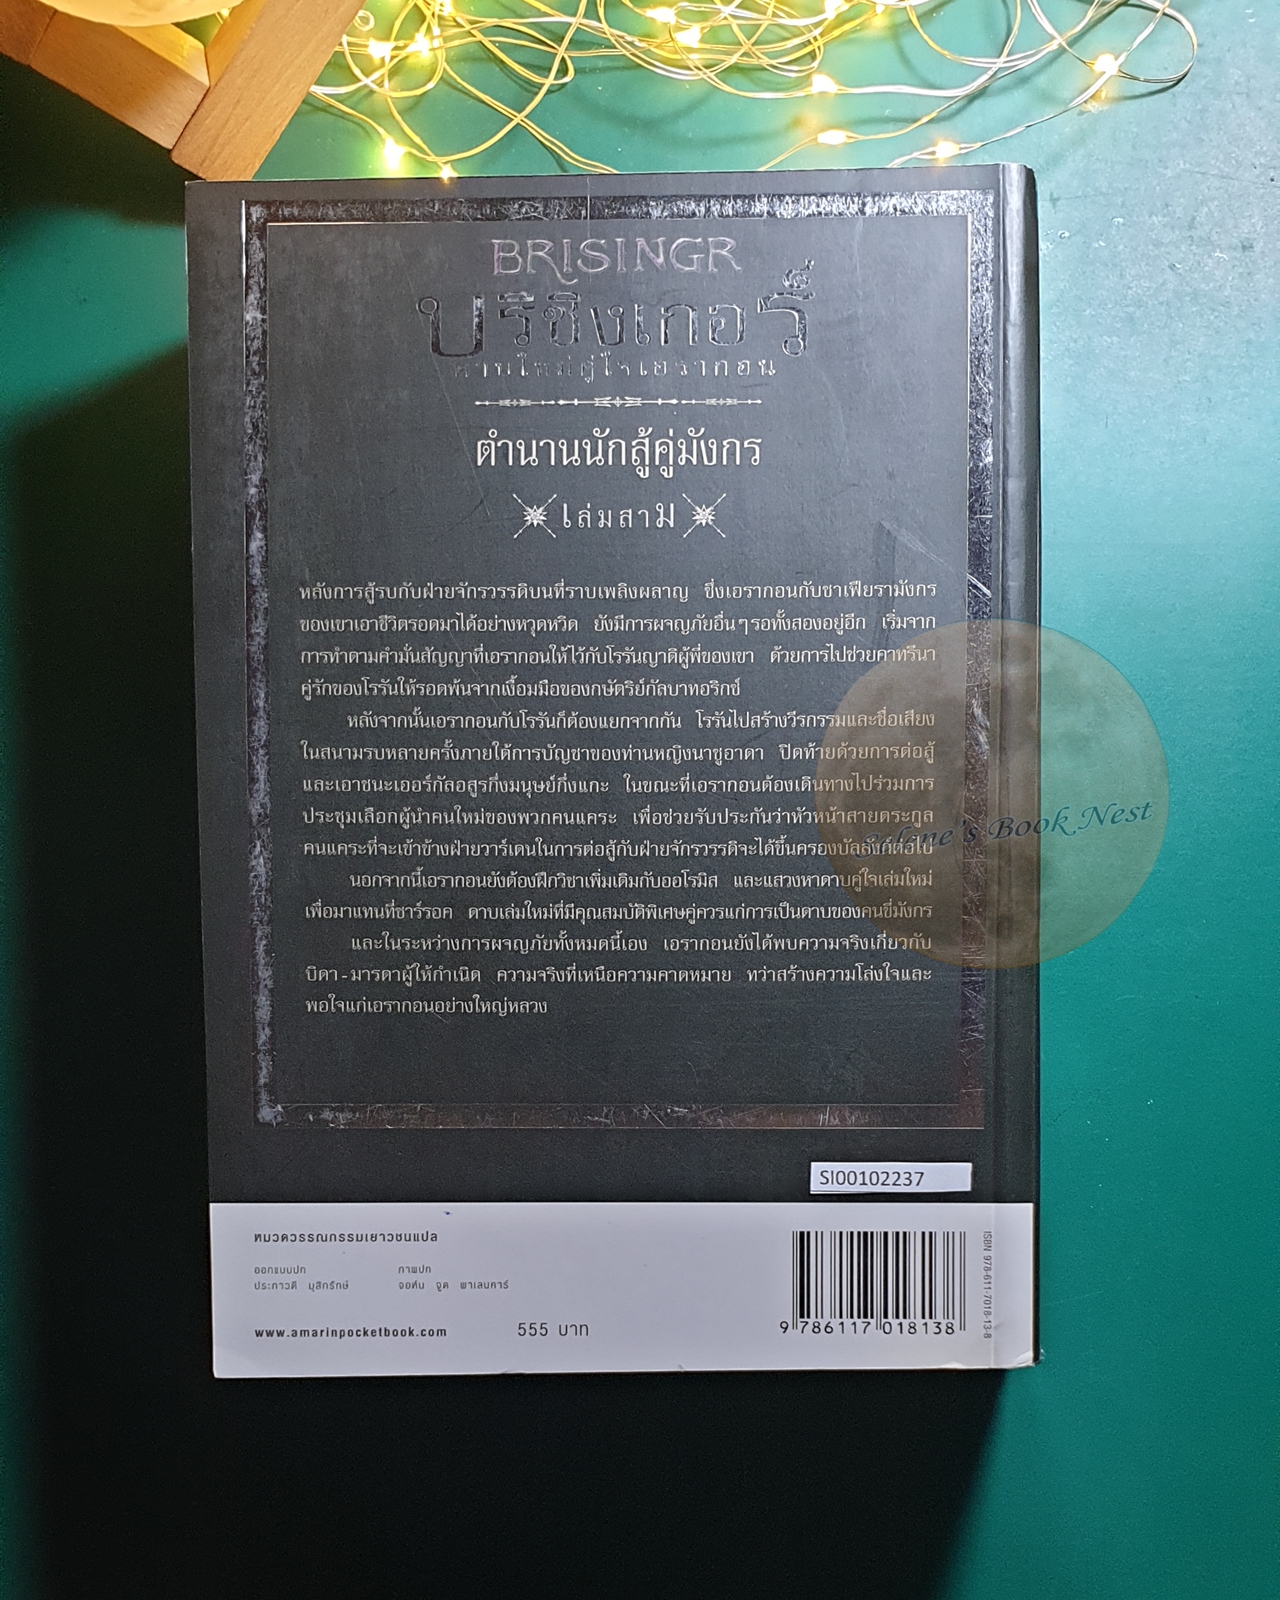 BRISINGR
บริซิงเกอร์
ดาบใหม่คู่ใจเอรากอน
ตำนานนักสู้คู่มังกร
เล่มสาม
หลังการสู้รบกับฝ่ายจักรวรรดิบนที่ราบเพลิงผลาญ ซึ่งเอรากอนกับซาเฟียรามังกร
ของเขาเอาชีวิตรอดมาได้อย่างหวุดหวิด ยังมีการผจญภัยอื่นๆรอทั้งสองอยู่อีก เริ่มจาก
การทำตามคำมั่นสัญญาที่เอรากอนให้ไว้กับโรรันญาติผู้พี่ของเขา ด้วยการไปช่วยคาทรีนา
คู่รักของโรรันให้รอดพ้นจากเงื้อมมือของกษัตริย์กัลบาทอริกซ์
หลังจากนั้นเอรากอนกับโรรันก็ต้องแยกจากกัน โรรันไปสร้างวีรกรรมและชื่อเสียง
ในสนามรบหลายครั้งภายใต้การบัญชาของท่านหญิงนาซูอาดา ปิดท้ายด้วยการต่อสู้
และเอาชนะเออร์กัลอสูรกึ่งมนุษย์กึ่งแกะ ในขณะที่เอรากอนต้องเดินทางไปร่วมการ
ประชุมเลือกผู้นำคนใหม่ของพวกคนแคระ เพื่อช่วยรับประกันว่าหัวหน้าสายตระกูล
คนแคระที่จะเข้าข้างฝ่ายวาร์เดนในการต่อสู้กับฝ่ายจักรวรรดิจะได้ขึ้นครองบัลลังก์ต่อไป
นอกจากนี้เอรากอนยังต้องฝึกวิชาเพิ่มเติมกับออโรมิส และแสวงหาดาบคู่ใจเล่มใหม่
เพื่อมาแทนที่ซาร์รอค ดาบเล่มใหม่ที่มีคุณสมบัติพิเศษคู่ควรแก่การเป็นดาบของคนขี่มังกร
และในระหว่างการผจญภัยทั้งหมดนี้เอง เอรากอนยังได้พบความจริงเกี่ยวกับ
บิดา-มารดาผู้ให้กำเนิด ความจริงที่เหนือความคาดหมาย ทว่าสร้างความโล่งใจและ
พอใจแก่เอรากอนอย่างใหญ่หลวง
Book Nest
SI00102237
หมวดวรรณกรรมเยาวชนแปล
ออกแบบปก
ประภาวดี มุสิกรักษ์
ภาพปก
จอห์น จูด พาเลนคาร์
www.amarinpocketbook.com
555 บาท
9 786117 018138
ISBN 978-611-7018-13-8